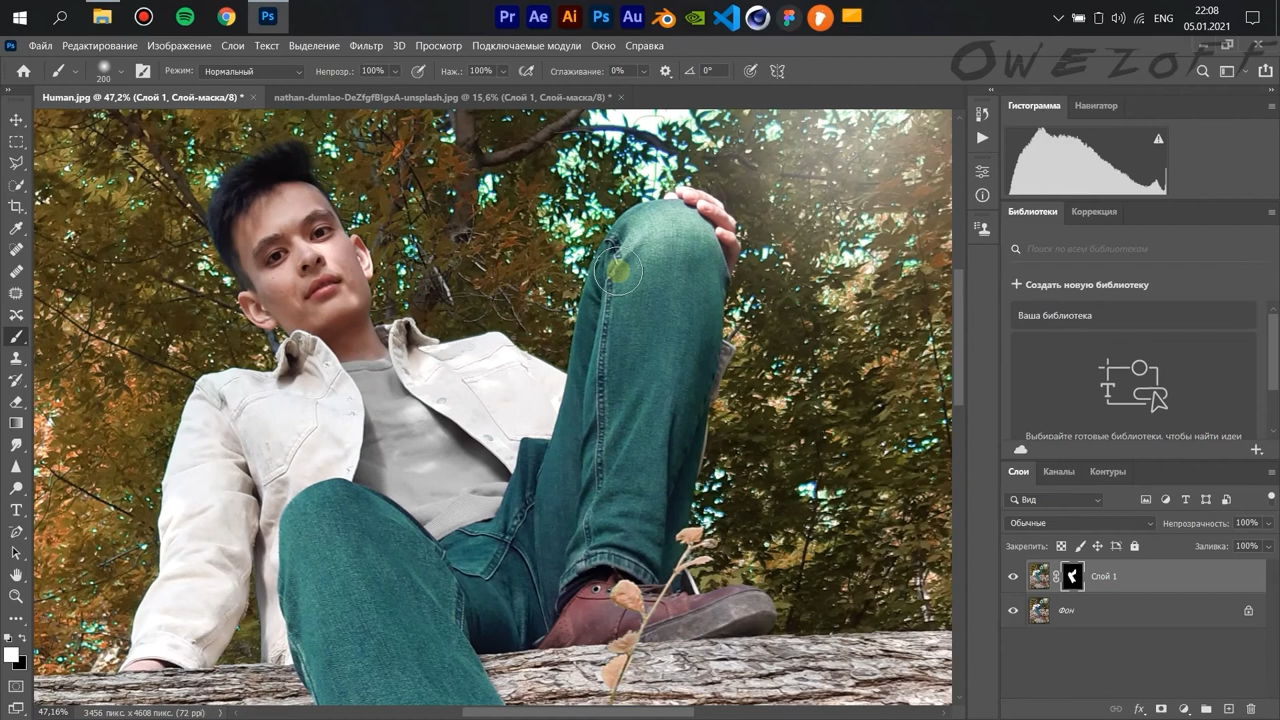 Pr Ae Ai Ps Au
22:08
ENG
05.01.2021
Ps
Ps Файл Редактирование Изображение Слои Текст Выделение Фильтр 3D Просмотр Подключаемые модули Окно Справка
Owezoff
200 Режим: Нормальный Непрозр.: 100% Наж.: 100% Сглаживание: 0% 0°
Human.jpg @ 47,2% (Слой 1, Слой-маска/8) * nathan-dumlao-DeZfgfBlgxA-unsplash.jpg @ 15,6% (Слой 1, Слой-маска/8) *
Гистограмма Навигатор
Библиотеки Коррекция
Поиск по всем библиотекам
Создать новую библиотеку
Ваша библиотека
Выбирайте готовые библиотеки, чтобы найти идеи
Слои Каналы Контуры
Вид
Обычные Непрозрачность: 100%
Закрепить: Заливка: 100%
Слой 1
Фон
47,16% 3456 пикс. x 4608 пикс. (72 ppi)